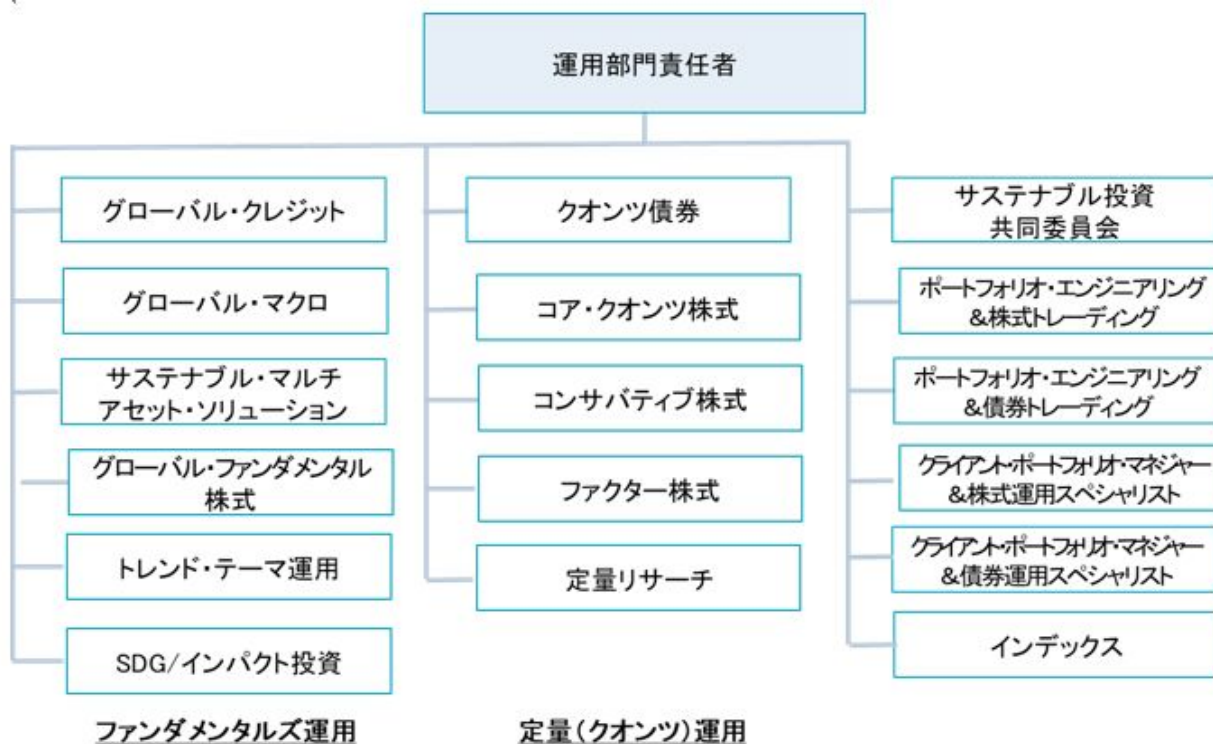 運用部門責任者
グローバル・クレジット
グローバル・マクロ
サステナブル・マルチ
アセット・ソリューション
グローバル・ファンダメンタル
株式
トレンド・テーマ運用
SDG/インパクト投資
ファンダメンタルズ運用
クオンツ債券
コア・クオンツ株式
コンサバティブ株式
ファクター株式
定量リサーチ
定量(クオンツ)運用
サステナブル投資
共同委員会
ポートフォリオ・エンジニアリング
&株式トレーディング
ポートフォリオ・エンジニアリング
&債券トレーディング
クライアント・ポートフォリオ・マネジャー
&株式運用スペシャリスト
クライアント・ポートフォリオ・マネジャー
&債券運用スペシャリスト
インデックス